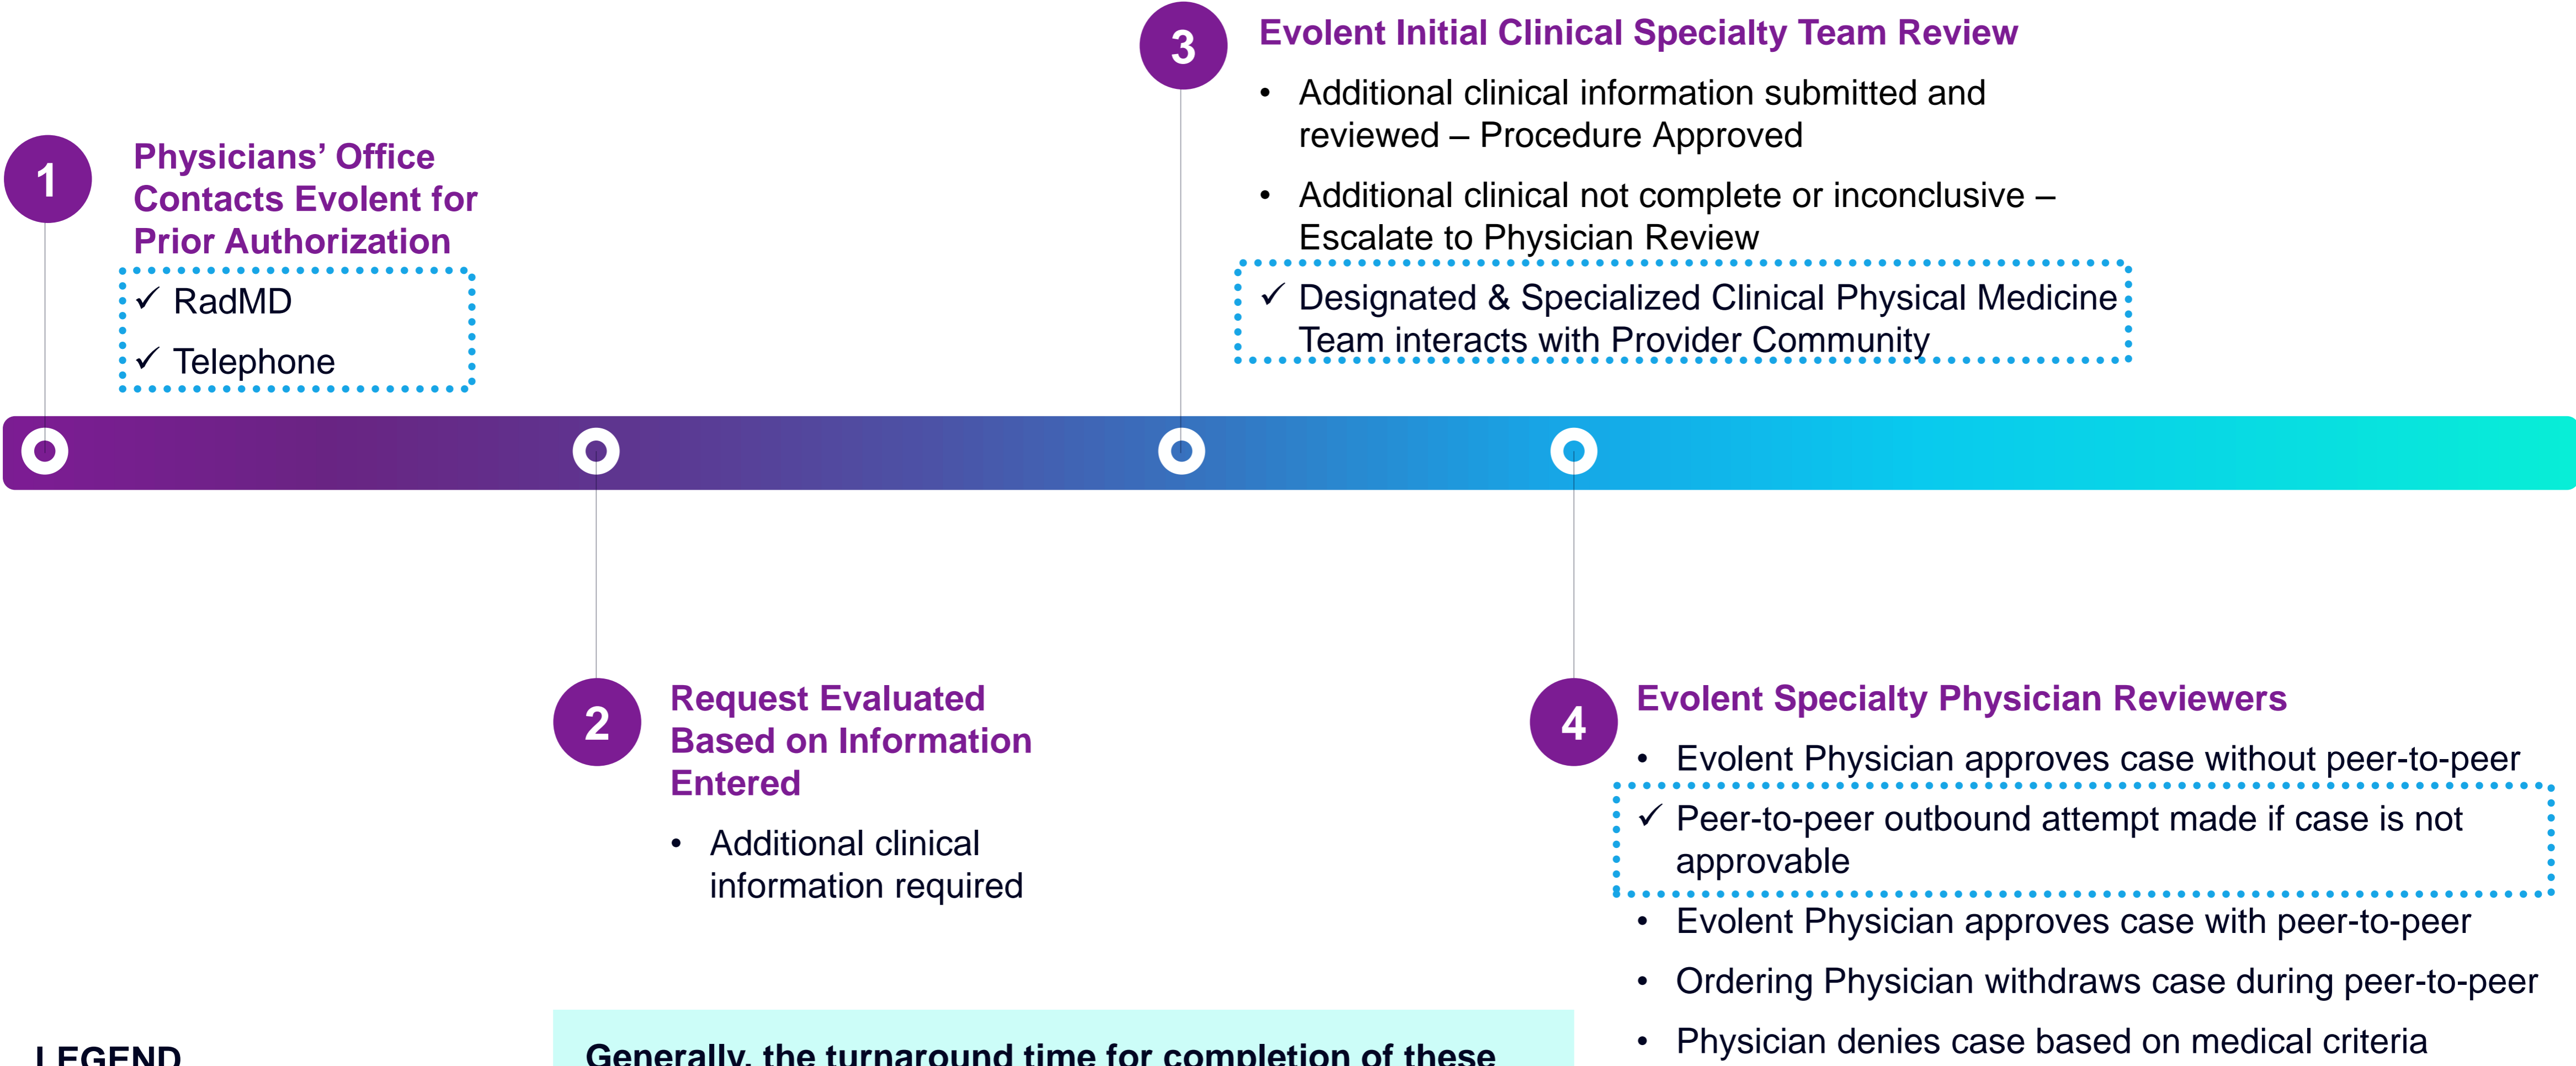 1
Physicians’ Office
Contacts Evolent for
Prior Authorization
✓ RadMD
✓ Telephone
2
Request Evaluated
Based on Information
Entered
• Additional clinical
information required
3
Evolent Initial Clinical Specialty Team Review
• Additional clinical information submitted and
reviewed – Procedure Approved
• Additional clinical not complete or inconclusive –
Escalate to Physician Review
✓ Designated & Specialized Clinical Physical Medicine
Team interacts with Provider Community
4
Evolent Specialty Physician Reviewers
• Evolent Physician approves case without peer-to-peer
✓ Peer-to-peer outbound attempt made if case is not
approvable
• Evolent Physician approves case with peer-to-peer
• Ordering Physician withdraws case during peer-to-peer
• Physician denies case based on medical criteria
LEGEND
Generally, the turnaround time for completion of these